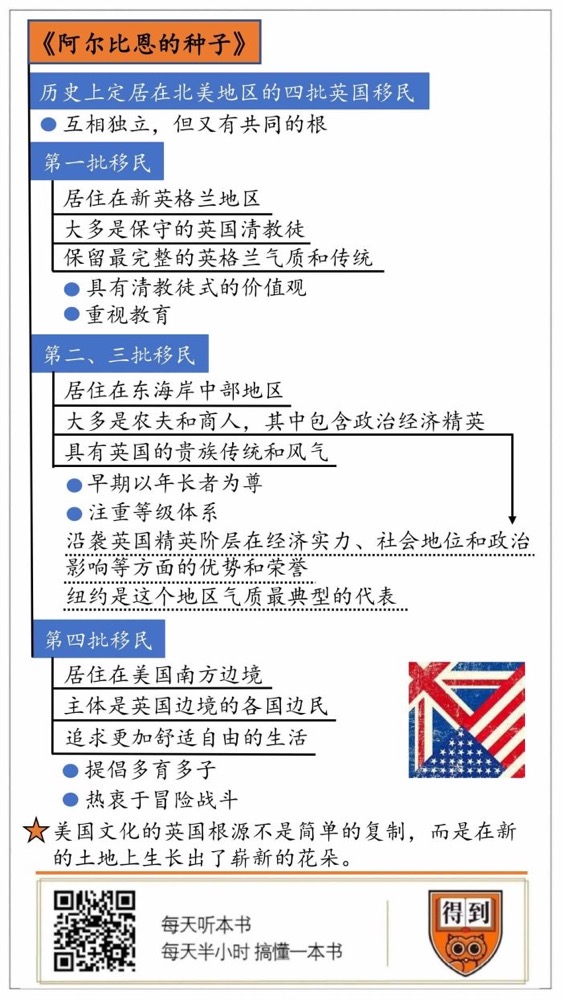 《阿尔比恩的种子》
历史上定居在北美地区的四批英国移民
互相独立，但又有共同的根
第一批移民
居住在新英格兰地区
大多是保守的英国清教徒
保留最完整的英格兰气质和传统
具有清教徒式的价值观
重视教育
第二、三批移民
居住在东海岸中部地区
大多是农夫和商人，其中包含政治经济精英
具有英国的贵族传统和风气
早期以年长者为尊
注重等级体系
沿袭英国精英阶层在经济实力、社会地位和政治
影响等方面的优势和荣誉
纽约是这个地区气质最典型的代表
第四批移民
居住在美国南方边境
主体是英国边境的各国边民
追求更加舒适自由的生活
提倡多育多子
热衷于冒险战斗
美国文化的英国根源不是简单的复制，而是在新
的土地上生长出了崭新的花朵。
每天听本书
每天半小时 搞懂一本书
得到